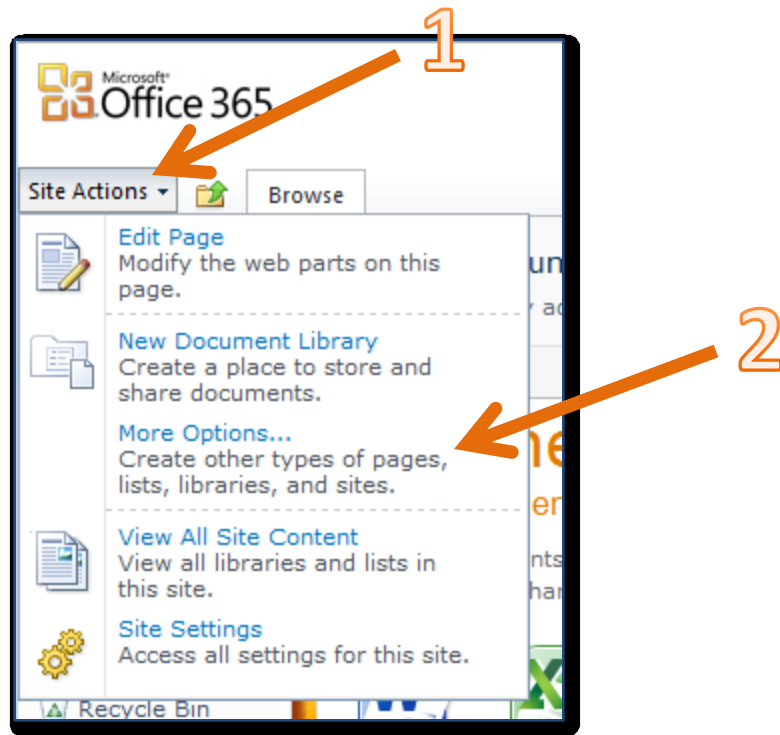 1
Microsoft®
Office 365
Site Actions
Browse
Edit Page
Modify the web parts on this
page.
New Document Library
Create a place to store and
share documents.
More Options...
Create other types of pages,
lists, libraries, and sites.
2
View All Site Content
View all libraries and lists in
this site.
Site Settings
Access all settings for this site.
Recycle Bin